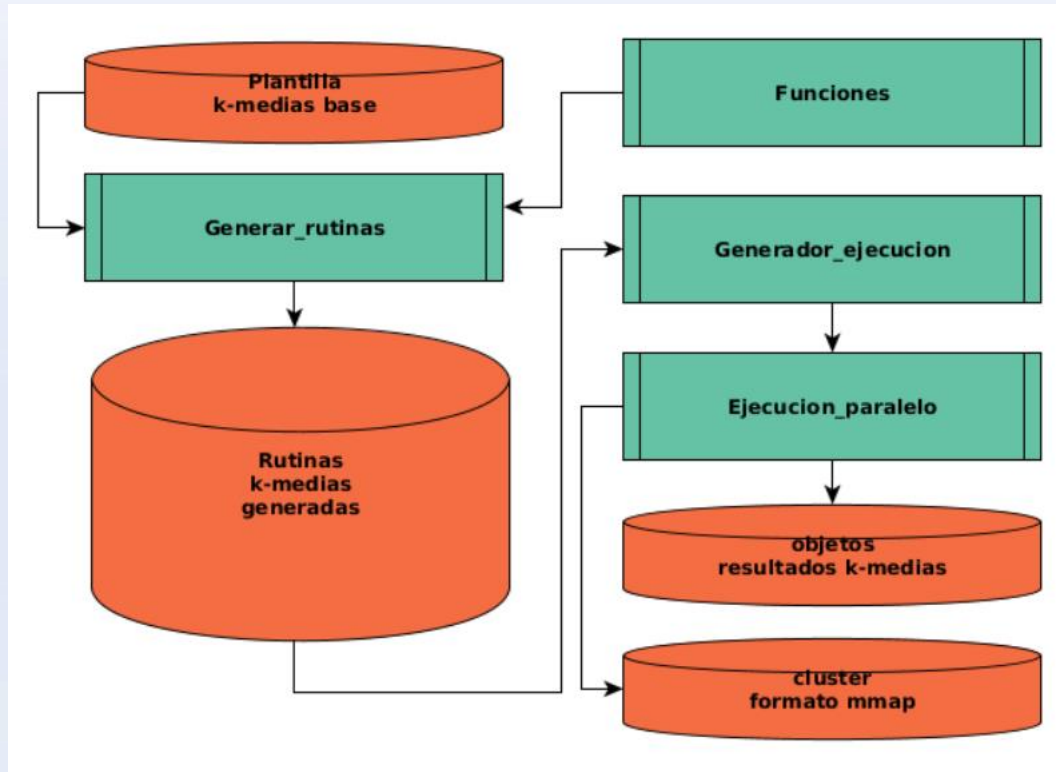 Plantilla
k-medias base
Funciones
Generar_rutinas
Generador_ejecucion
Ejecucion_paralelo
Rutinas
k-medias
generadas
objetos
resultados k-medias
cluster
formato mmap